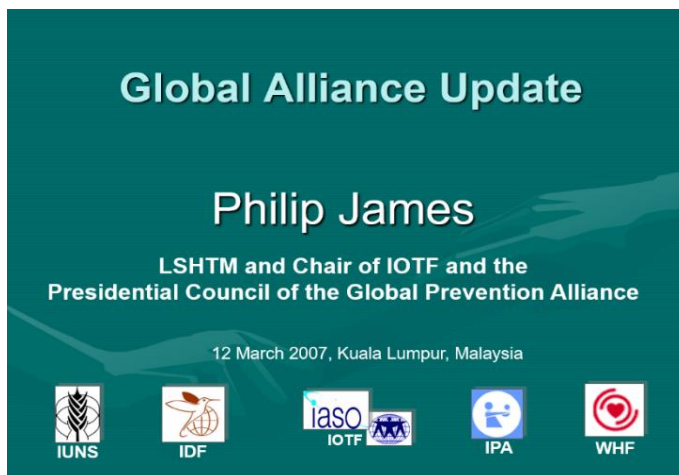 Global Alliance Update
Philip James
LSHTM and Chair of IOTF and the
Presidential Council of the Global Prevention Alliance
12 March 2007, Kuala Lumpur, Malaysia
iaso
IUNS
IDF
IOTF
IPA
WHF